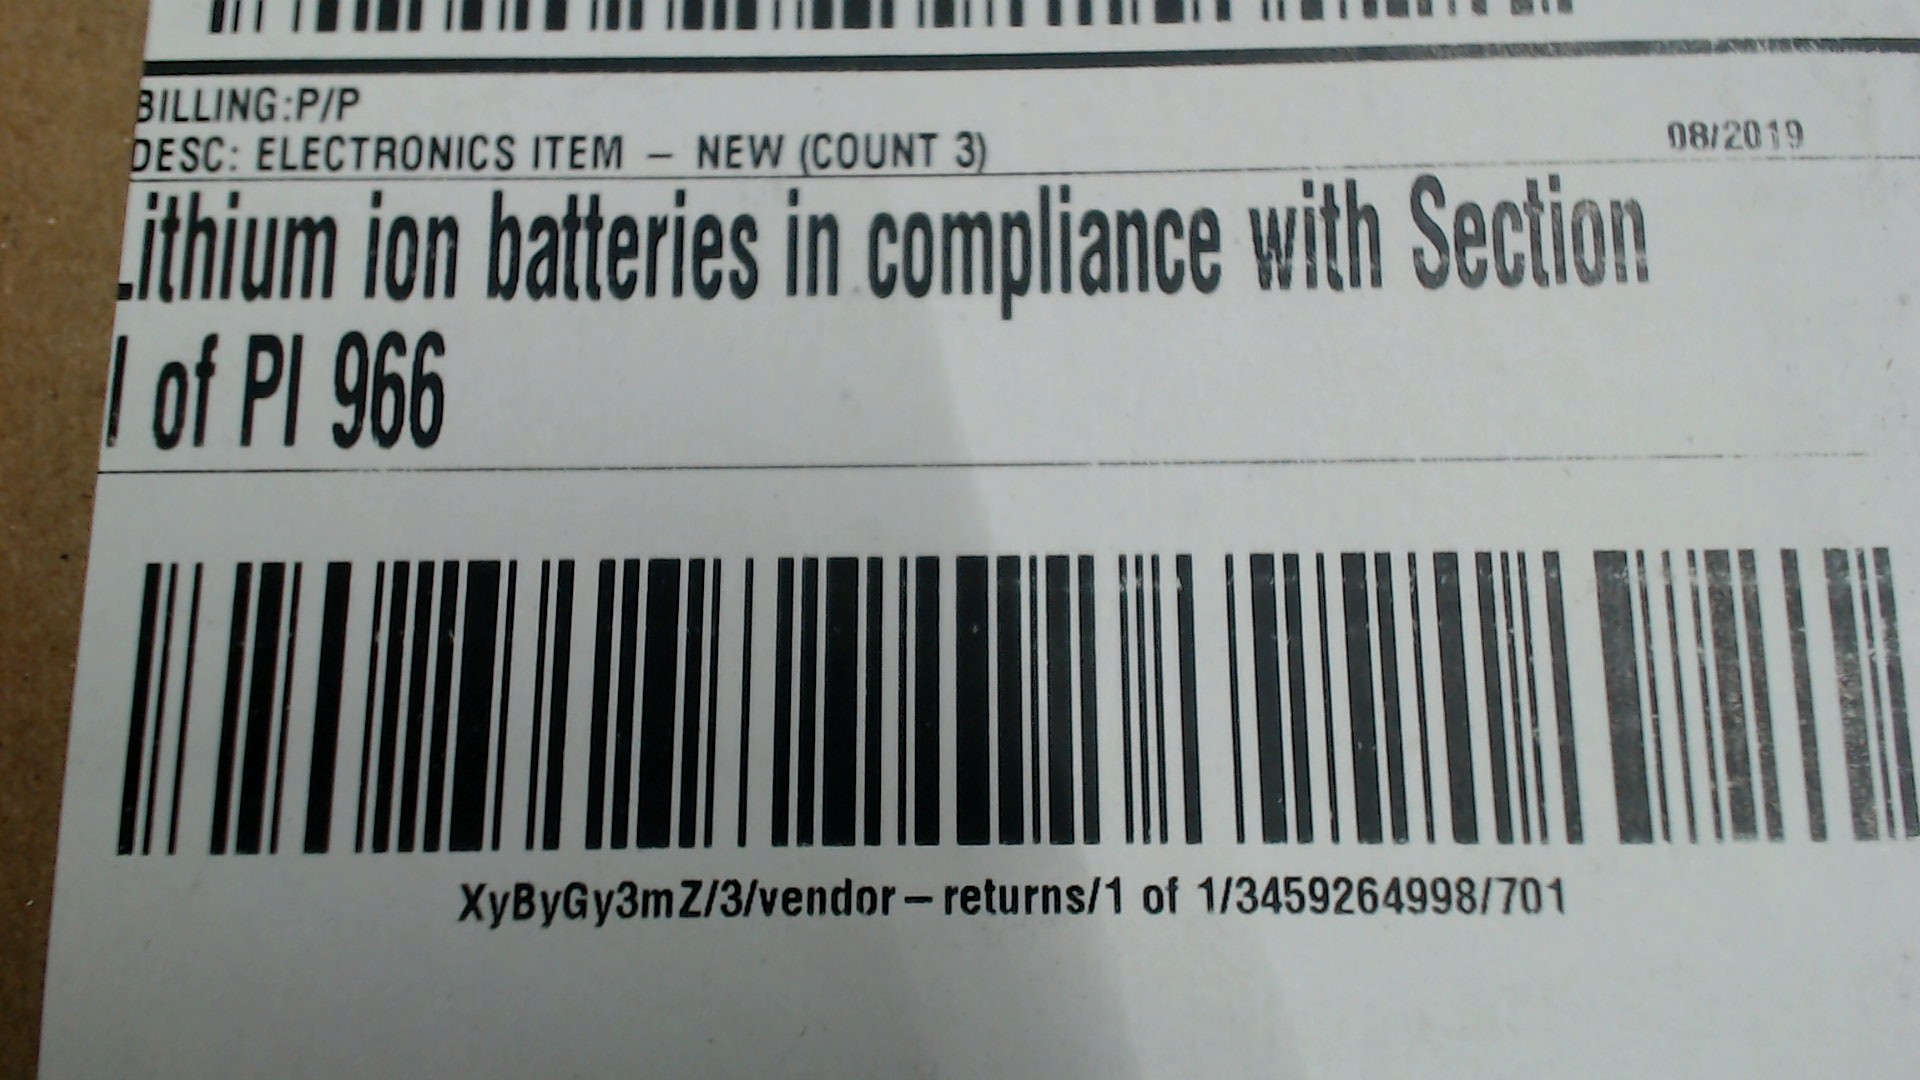 BILLING:P/P
DESC: ELECTRONICS ITEM – NEW (COUNT 3) 08/2019
Lithium ion batteries in compliance with Section
I of PI 966
XyByGy3mZ/3/vendor–returns/1 of 1/3459264998/701